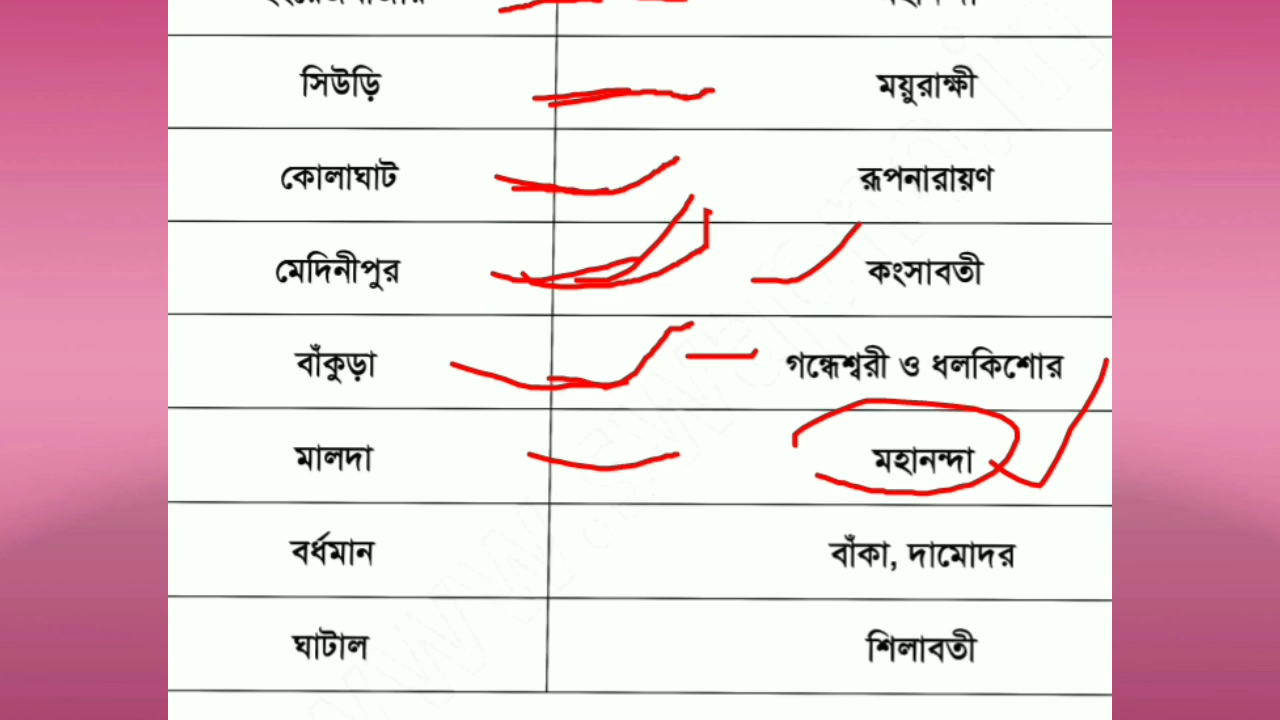 সিউড়ি ময়ুরাক্ষী
কোলাঘাট রূপনারায়ণ
মেদিনীপুর কংসাবতী
বাঁকুড়া গন্ধেশ্বরী ও ধলকিশোর
মালদা মহানন্দা
বর্ধমান বাঁকা, দামোদর
ঘাটাল শিলাবতী